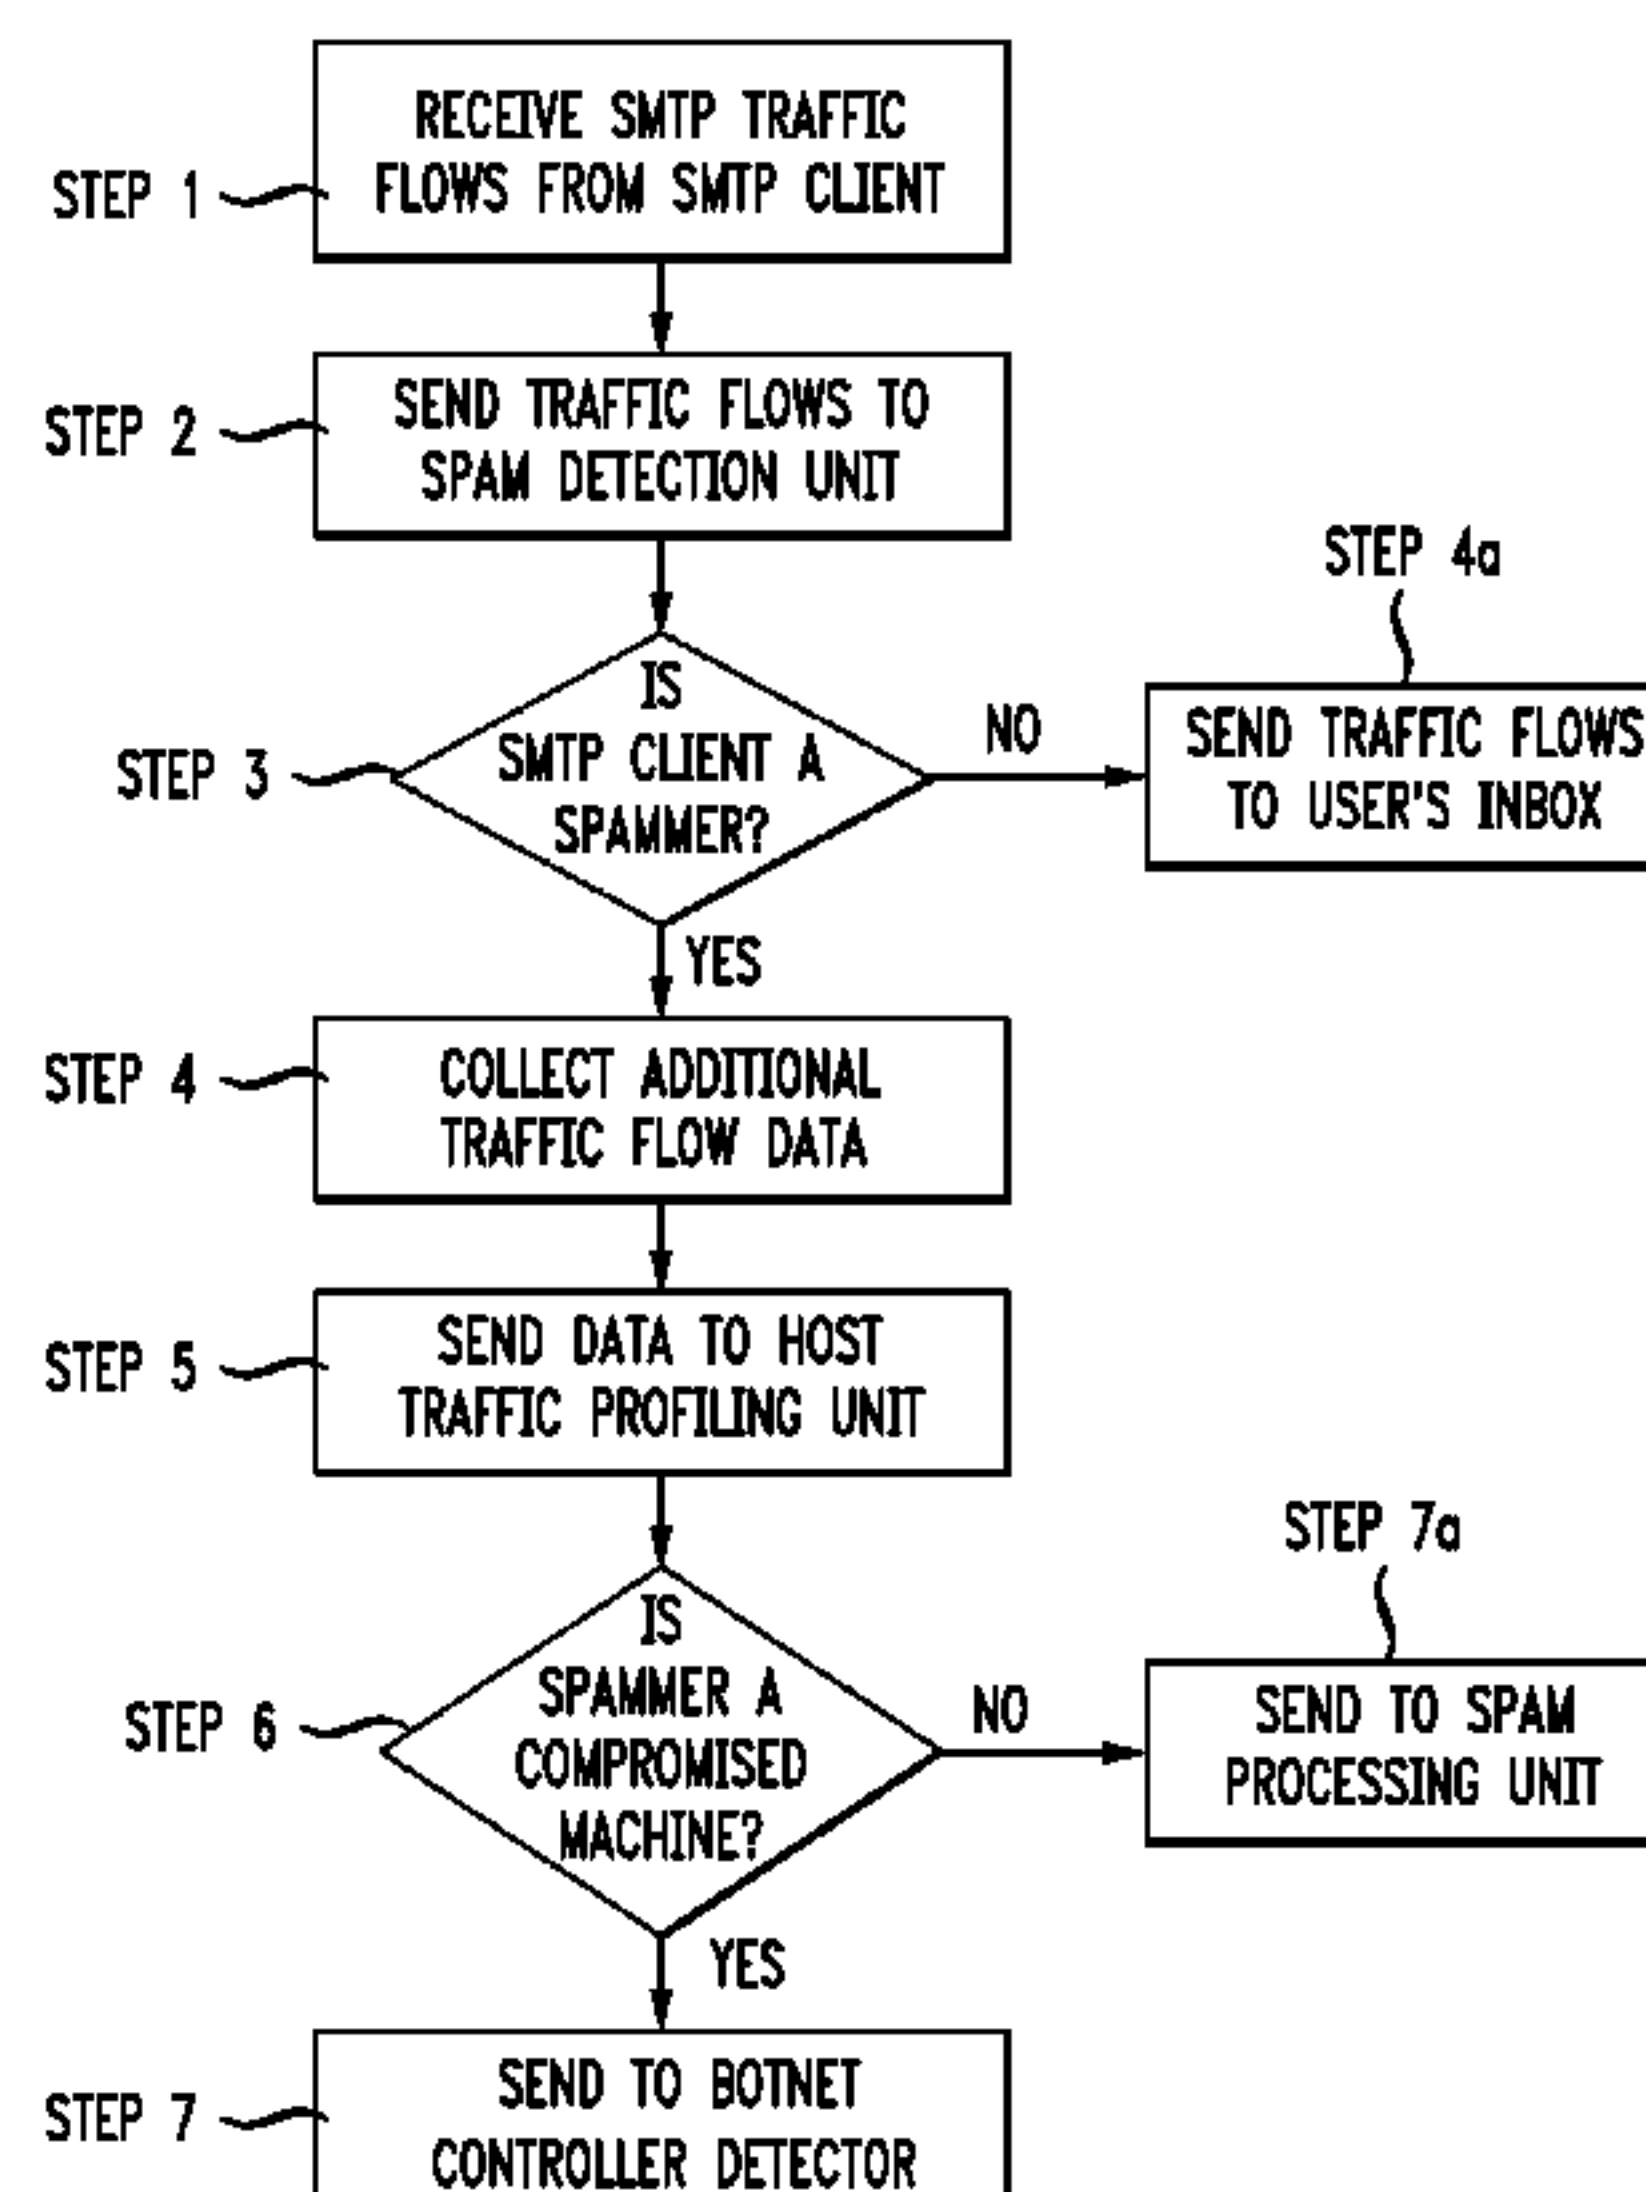 RECEIVE SMTP TRAFFIC
FLOWS FROM SMTP CLIENT
STEP 1
SEND TRAFFIC FLOWS TO
SPAM DETECTION UNIT
STEP 2
IS
SMTP CLIENT A
SPAMMER?
STEP 3
NO
STEP 4a
SEND TRAFFIC FLOWS
TO USER'S INBOX
YES
COLLECT ADDITIONAL
TRAFFIC FLOW DATA
STEP 4
SEND DATA TO HOST
TRAFFIC PROFILING UNIT
STEP 5
IS
SPAMMER A
COMPROMISED
MACHINE?
STEP 6
NO
STEP 7a
SEND TO SPAM
PROCESSING UNIT
YES
SEND TO BOTNET
CONTROLLER DETECTOR
STEP 7